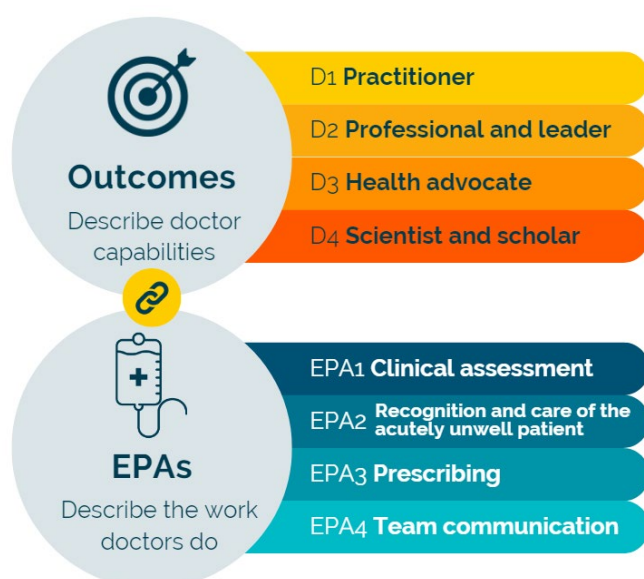 Outcomes
Describe doctor
capabilities
D1 Practitioner
D2 Professional and leader
D3 Health advocate
D4 Scientist and scholar
EPAs
Describe the work
doctors do
EPA1 Clinical assessment
EPA2 Recognition and care of the
acutely unwell patient
EPA3 Prescribing
EPA4 Team communication